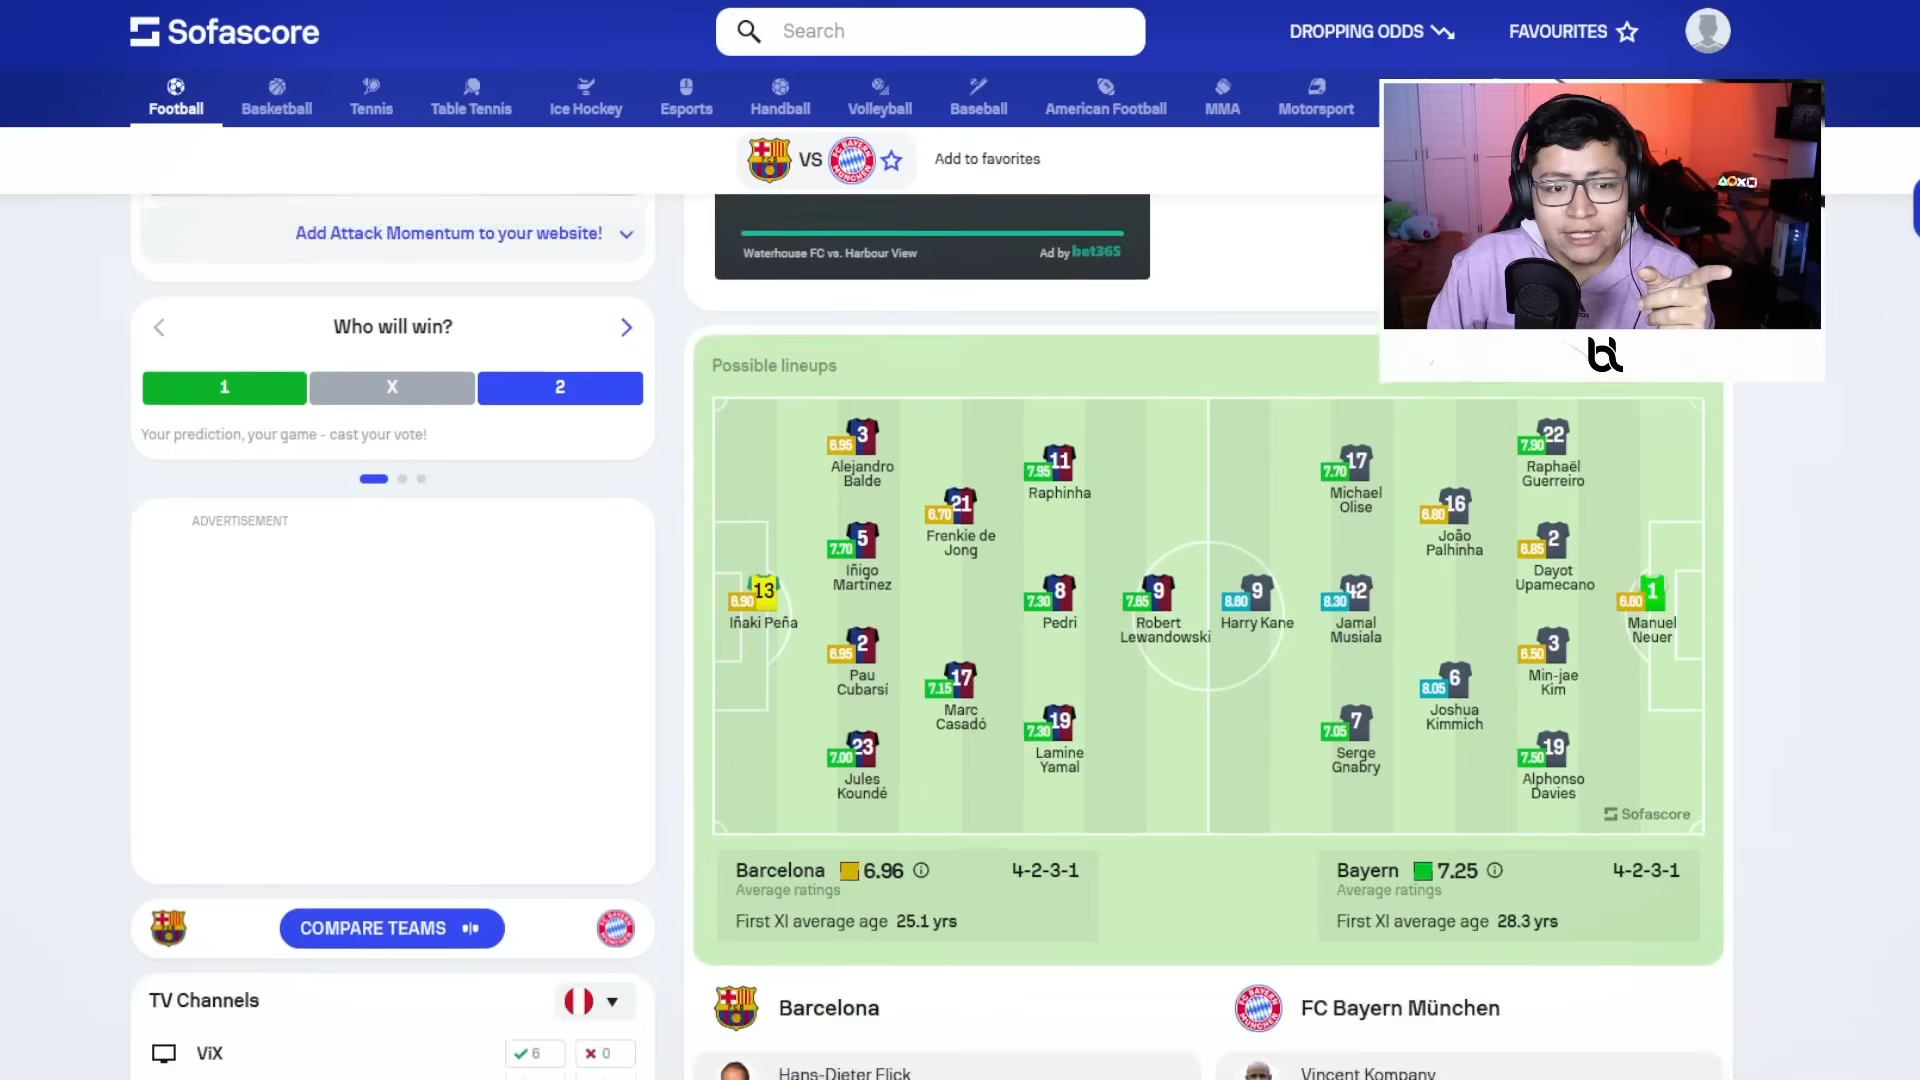 Sofascore
Search
DROPPING ODDS
FAVOURITES
Football
Basketball
Tennis
Table Tennis
Ice Hockey
Esports
Handball
Volleyball
Baseball
American Football
MMA
Motorsport
VS
Add to favorites
Add Attack Momentum to your website!
Waterhouse FC vs. Harbour View
Ad by bet365
Who will win?
1
X
2
Your prediction, your game - cast your vote!
ADVERTISEMENT
COMPARE TEAMS
TV Channels
ViX
6
0
Possible lineups
13
6.90
Iñaki Peña
3
6.95
Alejandro
Balde
5
7.70
Iñigo
Martínez
2
6.95
Pau
Cubarsí
23
7.00
Jules
Koundé
21
6.70
Frenkie de
Jong
17
7.15
Marc
Casadó
11
7.95
Raphinha
8
7.30
Pedri
19
7.30
Lamine
Yamal
9
7.65
Robert
Lewandowski
9
8.60
Harry Kane
17
7.70
Michael
Olise
42
8.30
Jamal
Musiala
7
7.05
Serge
Gnabry
16
6.80
João
Palhinha
6
8.05
Joshua
Kimmich
22
7.90
Raphaël
Guerreiro
2
6.85
Dayot
Upamecano
3
6.50
Min-jae
Kim
19
7.50
Alphonso
Davies
1
6.60
Manuel
Neuer
Sofascore
Barcelona 6.96 4-2-3-1
Average ratings
First XI average age 25.1 yrs
Bayern 7.25 4-2-3-1
Average ratings
First XI average age 28.3 yrs
Barcelona
FC Bayern München
Hans-Dieter Flick
Vincent Kompany